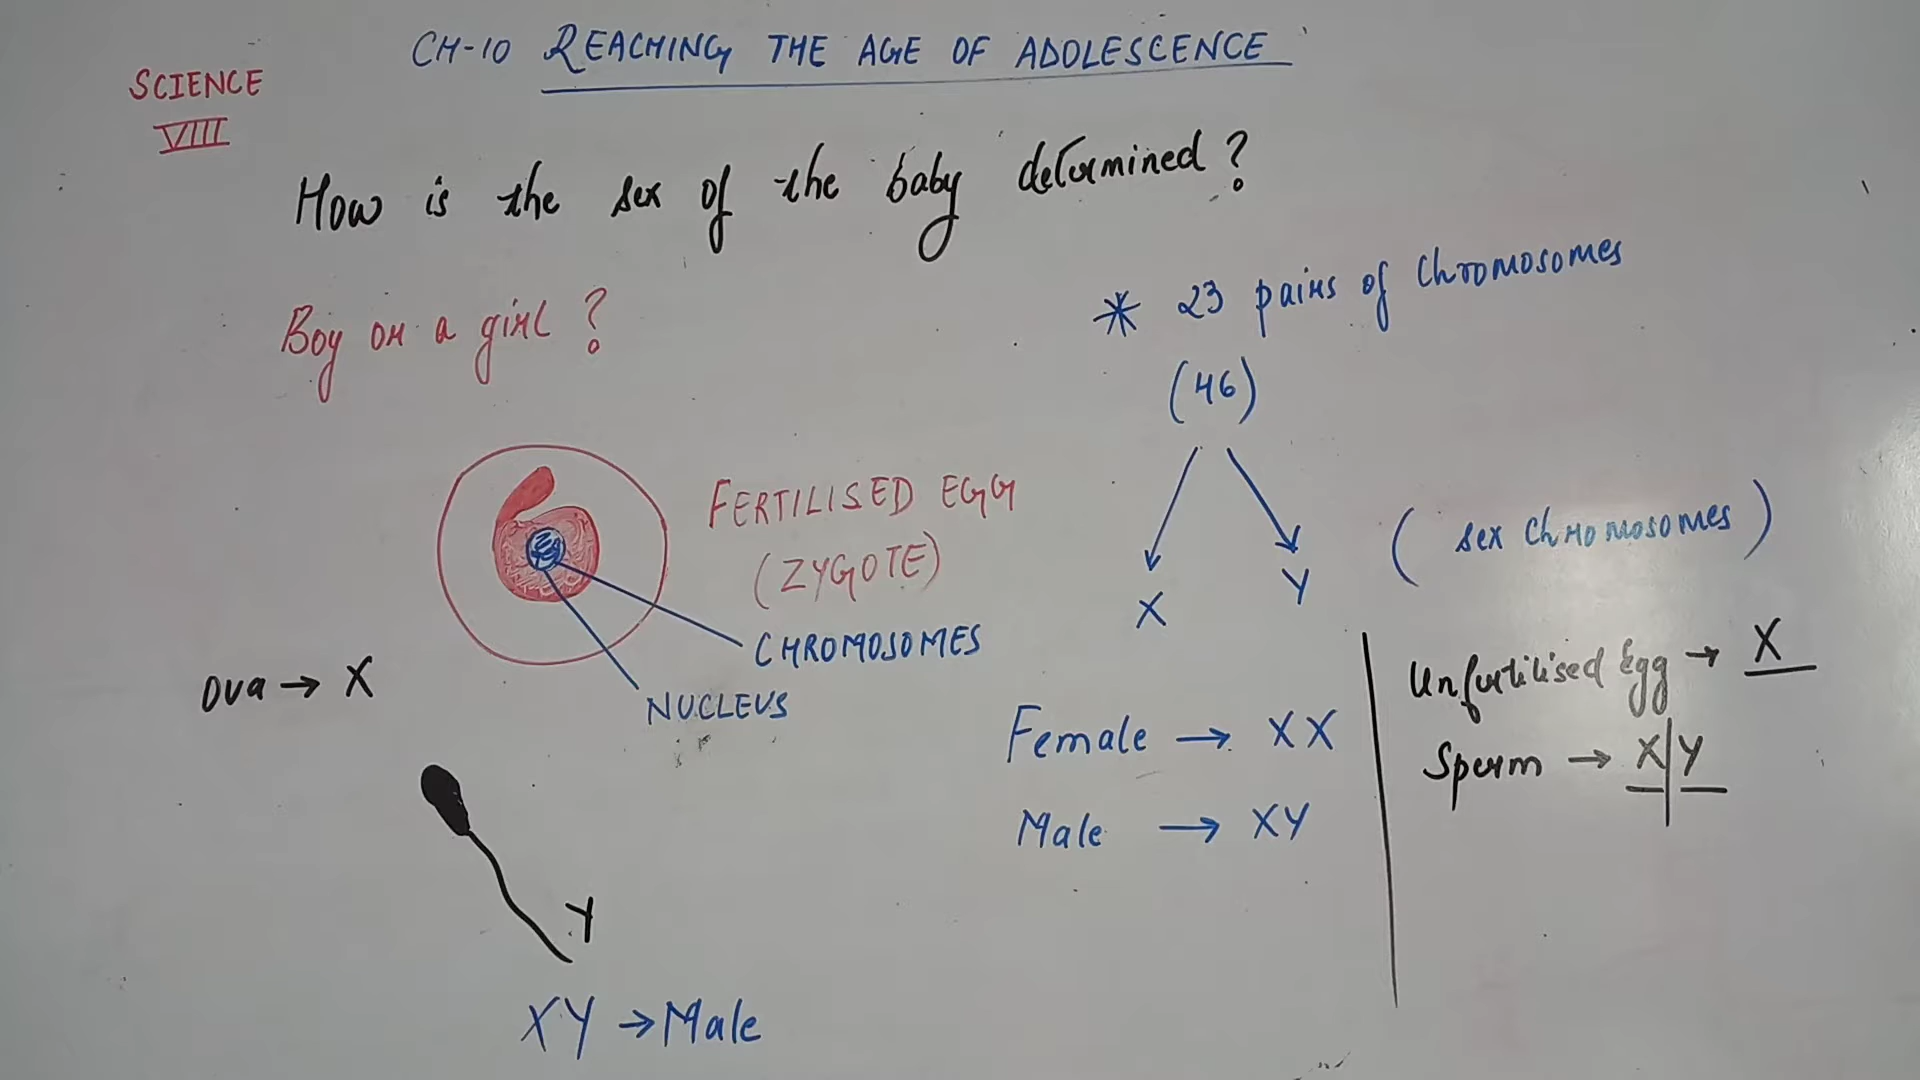 CH-10 REACHING THE AGE OF ADOLESCENCE
SCIENCE
VIII
How is the sex of the baby determined?
Boy or a girl?
* 23 pairs of chromosomes
(46)
X Y
(sex chromosomes)
FERTILISED EGG
(ZYGOTE)
CHROMOSOMES
NUCLEUS
Ova → X
Female → XX
Male → XY
Unfertilised Egg → X
Sperm → X|Y
Y
XY → Male